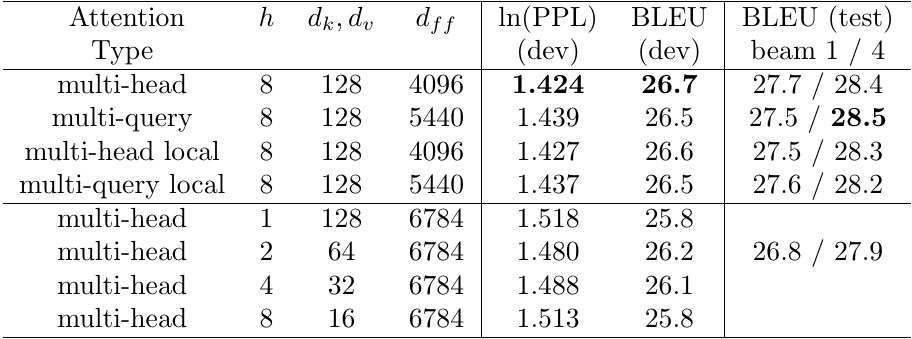 Attention h d_k, d_v d_ff ln(PPL) BLEU BLEU (test)
Type (dev) (dev) beam 1 / 4
multi-head 8 128 4096 1.424 26.7 27.7 / 28.4
multi-query 8 128 5440 1.439 26.5 27.5 / 28.5
multi-head local 8 128 4096 1.427 26.6 27.5 / 28.3
multi-query local 8 128 5440 1.437 26.5 27.6 / 28.2
multi-head 1 128 6784 1.518 25.8
multi-head 2 64 6784 1.480 26.2 26.8 / 27.9
multi-head 4 32 6784 1.488 26.1
multi-head 8 16 6784 1.513 25.8